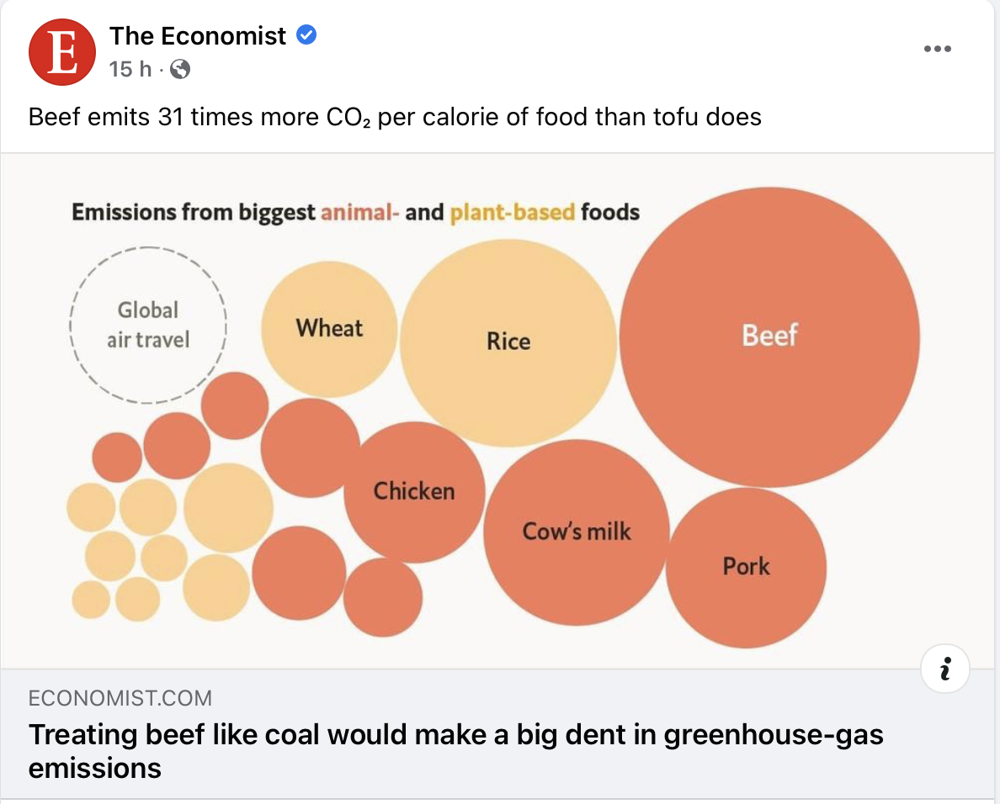 E
The Economist
15 h ·
Beef emits 31 times more CO₂ per calorie of food than tofu does
Emissions from biggest animal- and plant-based foods
Global
air travel
Wheat
Rice
Beef
Chicken
Cow's milk
Pork
i
ECONOMIST.COM
Treating beef like coal would make a big dent in greenhouse-gas
emissions